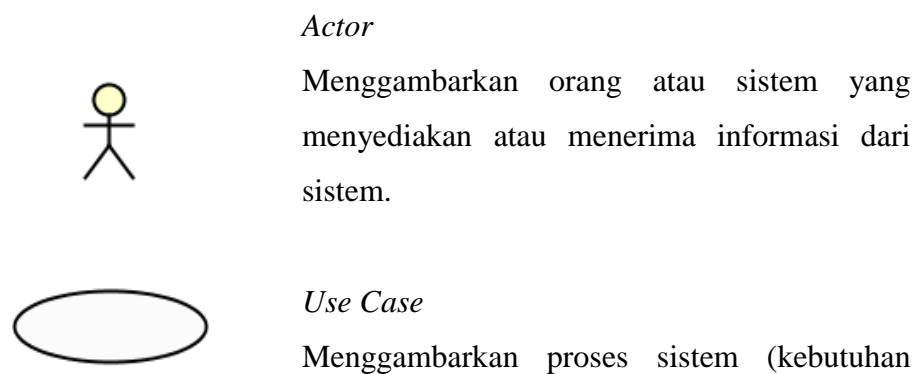 Actor
Menggambarkan orang atau sistem yang
menyediakan atau menerima informasi dari
sistem.
Use Case
Menggambarkan proses sistem (kebutuhan